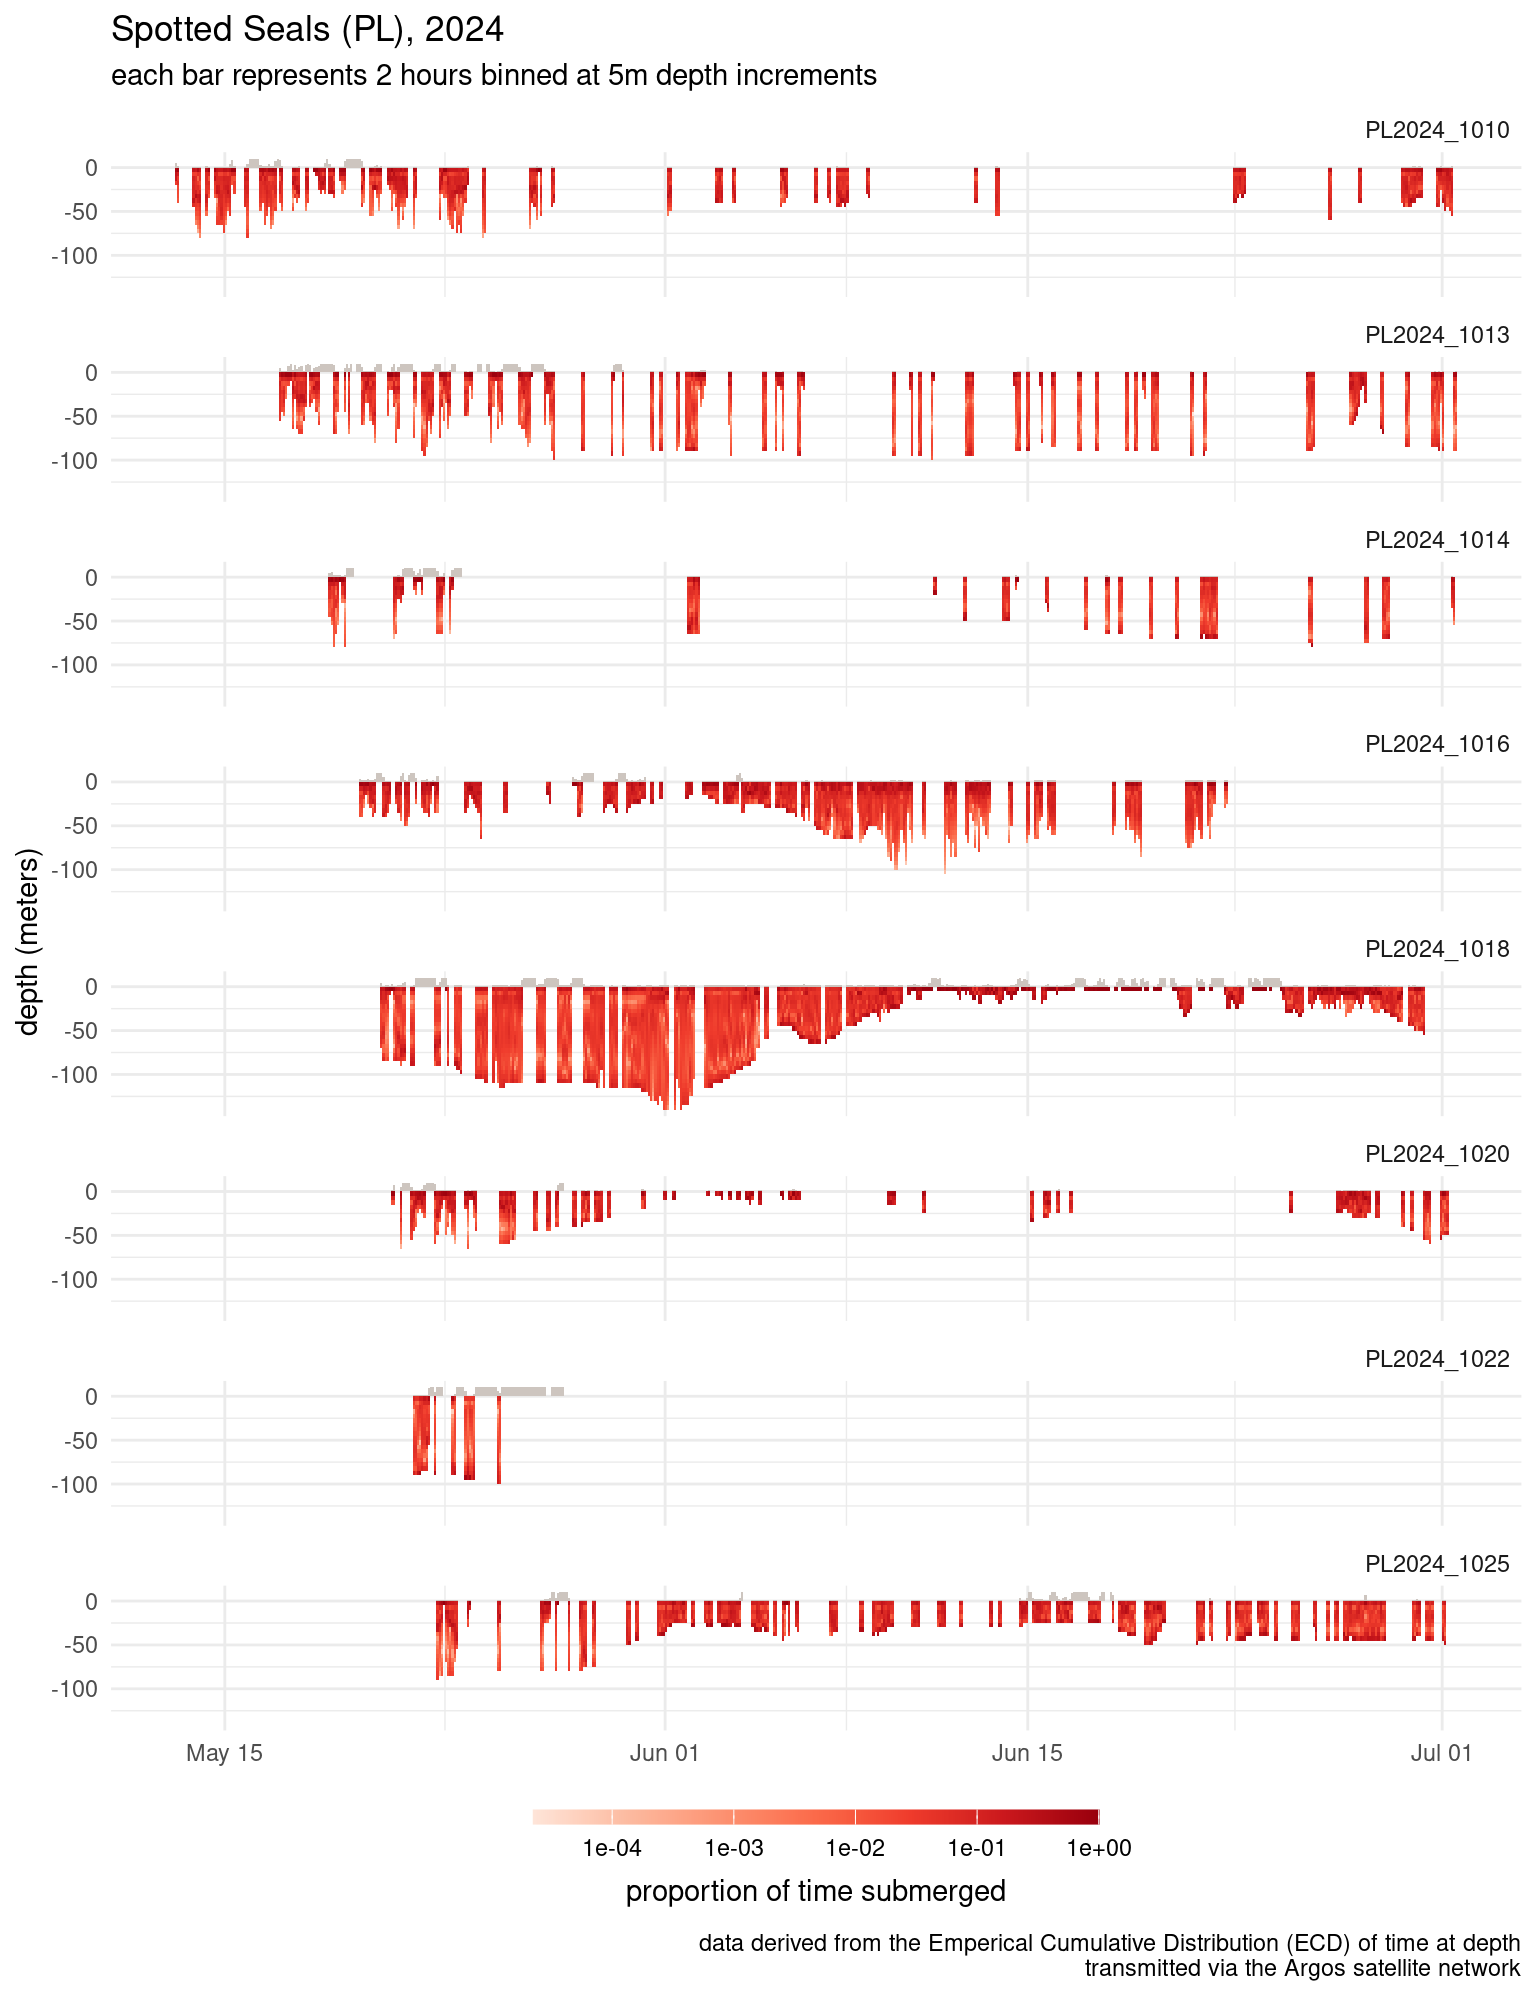 Spotted Seals (PL), 2024
each bar represents 2 hours binned at 5m depth increments
PL2024_1010
0
-50
-100
PL2024_1013
0
-50
-100
PL2024_1014
0
-50
-100
PL2024_1016
0
-50
-100
PL2024_1018
0
-50
-100
PL2024_1020
0
-50
-100
PL2024_1022
0
-50
-100
PL2024_1025
0
-50
-100
depth (meters)
May 15 Jun 01 Jun 15 Jul 01
1e-04 1e-03 1e-02 1e-01 1e+00
proportion of time submerged
data derived from the Emperical Cumulative Distribution (ECD) of time at depth
transmitted via the Argos satellite network